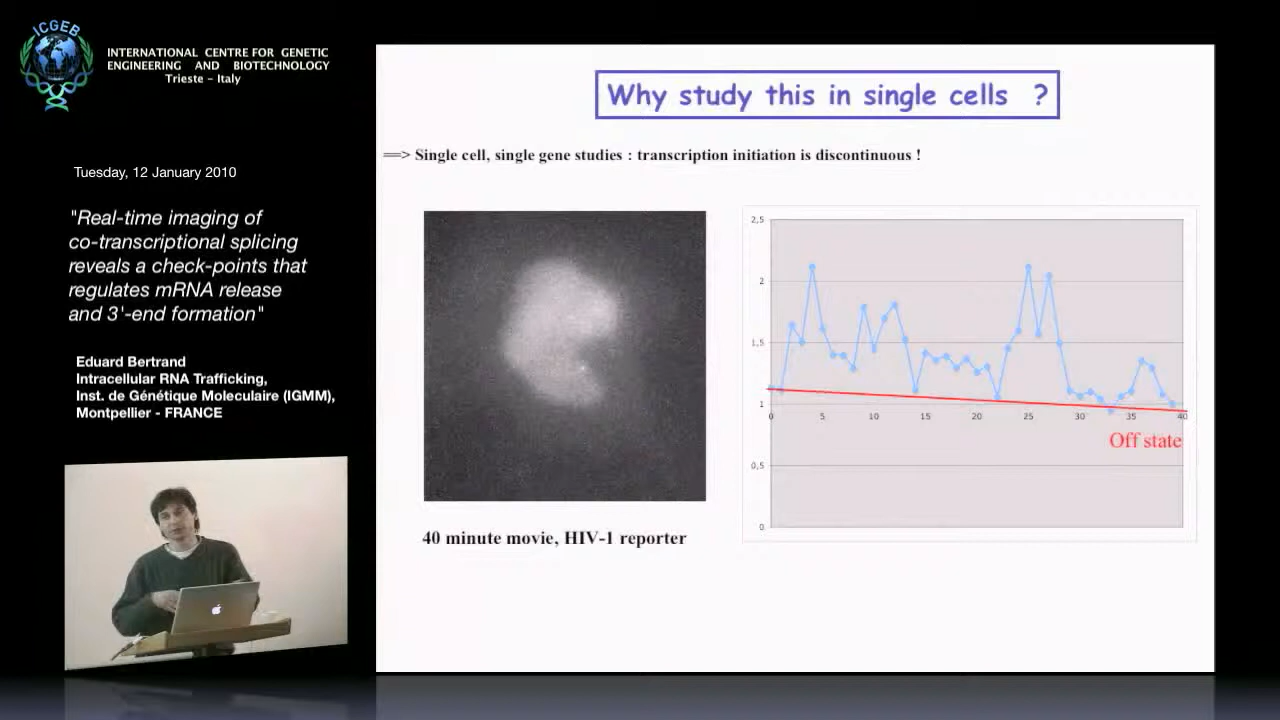 ICGEB
INTERNATIONAL CENTRE FOR GENETIC
ENGINEERING AND BIOTECHNOLOGY
Trieste - Italy
Tuesday, 12 January 2010
"Real-time imaging of
co-transcriptional splicing
reveals a check-points that
regulates mRNA release
and 3'-end formation"
Eduard Bertrand
Intracellular RNA Trafficking,
Inst. de Génétique Moleculaire (IGMM),
Montpellier - FRANCE
Why study this in single cells ?
==> Single cell, single gene studies : transcription initiation is discontinuous !
2,5
2
1,5
1
0,5
0
0 5 10 15 20 25 30 35 40
Off state
40 minute movie, HIV-1 reporter